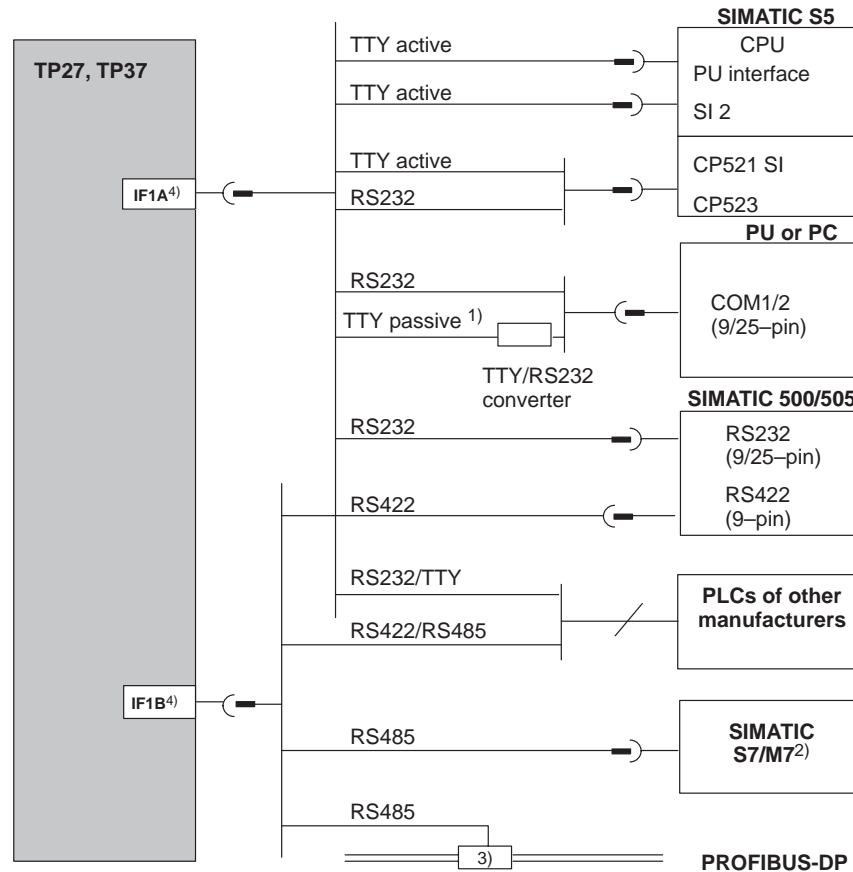 SIMATIC S5
TP27, TP37
TTY active
CPU
PU interface
TTY active
SI 2
TTY active
CP521 SI
IF1A4)
RS232
CP523
PU or PC
RS232
COM1/2
(9/25–pin)
TTY passive 1)
TTY/RS232
converter
SIMATIC 500/505
RS232
RS232
(9/25–pin)
RS422
RS422
(9–pin)
RS232/TTY
PLCs of other
manufacturers
RS422/RS485
IF1B4)
RS485
SIMATIC
S7/M72)
RS485
3)
PROFIBUS-DP